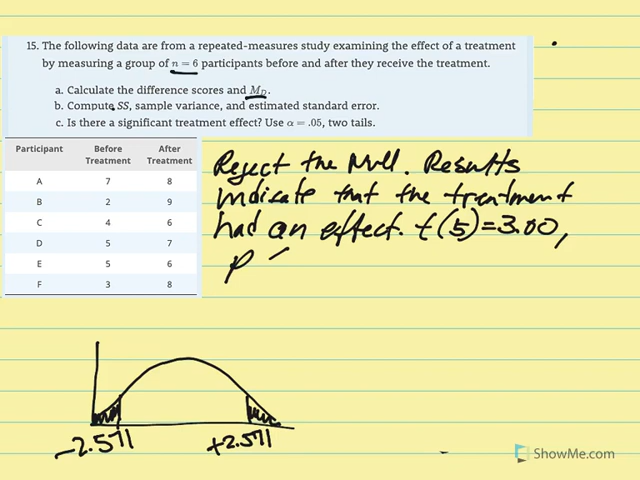 15. The following data are from a repeated-measures study examining the effect of a treatment
by measuring a group of n = 6 participants before and after they receive the treatment.
a. Calculate the difference scores and M_D.
b. Compute SS, sample variance, and estimated standard error.
c. Is there a significant treatment effect? Use α = .05, two tails.
Participant Before Treatment After Treatment
A 7 8
B 2 9
C 4 6
D 5 7
E 5 6
F 3 8
Reject the Null. Results
indicate that the treatment
had an effect. t(5)=3.00,
p <
-2.571 +2.571
ShowMe.com